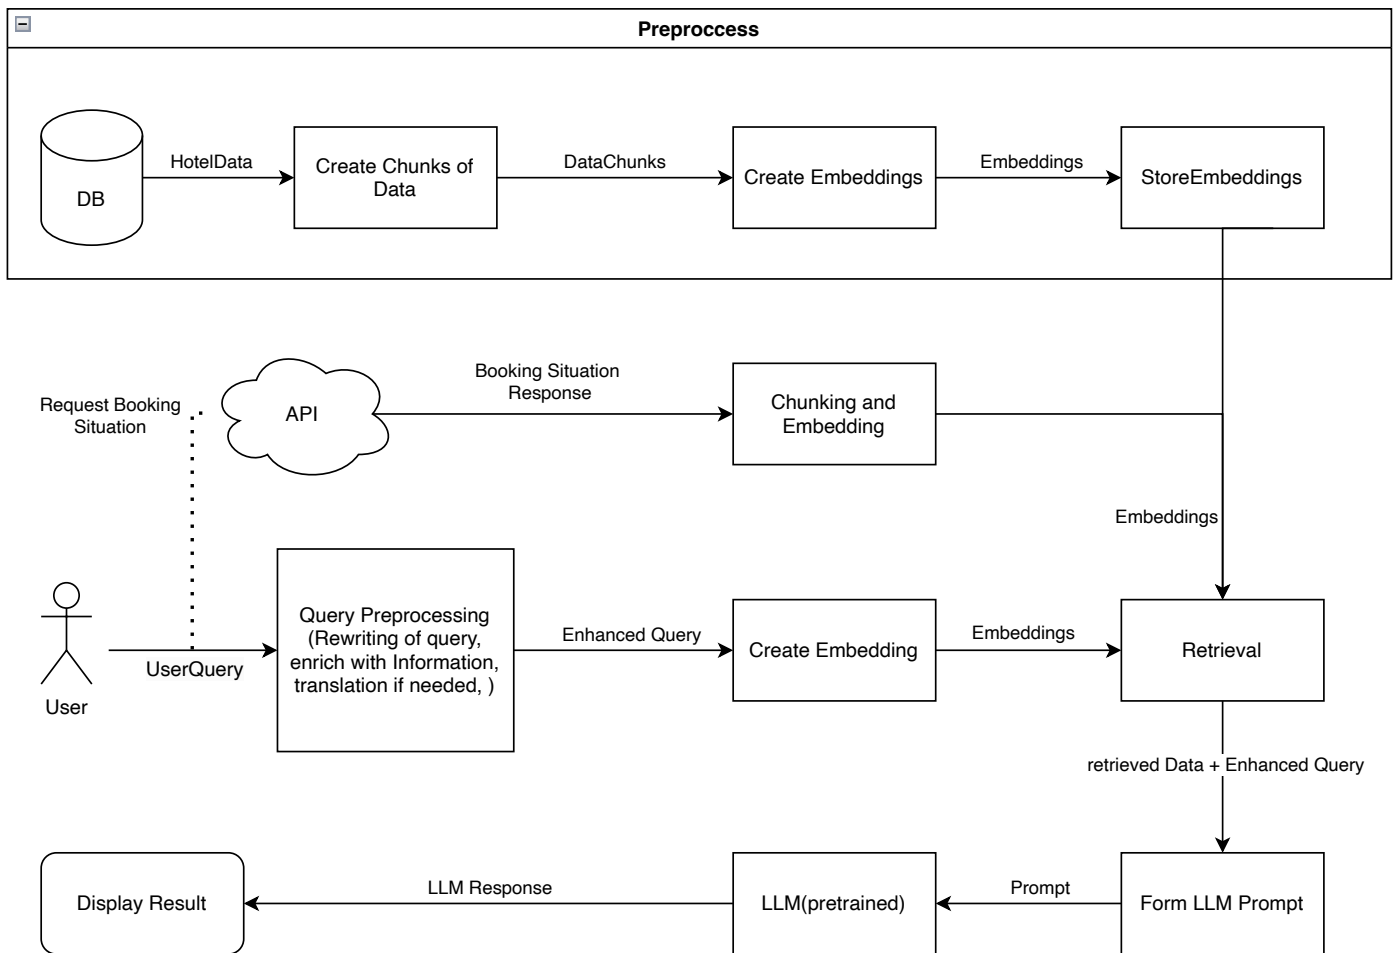 Preproccess
DB
HotelData
Create Chunks of
Data
DataChunks
Create Embeddings
Embeddings
StoreEmbeddings
Request Booking
Situation
API
Booking Situation
Response
Chunking and
Embedding
Embeddings
User
UserQuery
Query Preprocessing
(Rewriting of query,
enrich with Information,
translation if needed, )
Enhanced Query
Create Embedding
Embeddings
Retrieval
retrieved Data + Enhanced Query
Display Result
LLM Response
LLM(pretrained)
Prompt
Form LLM Prompt